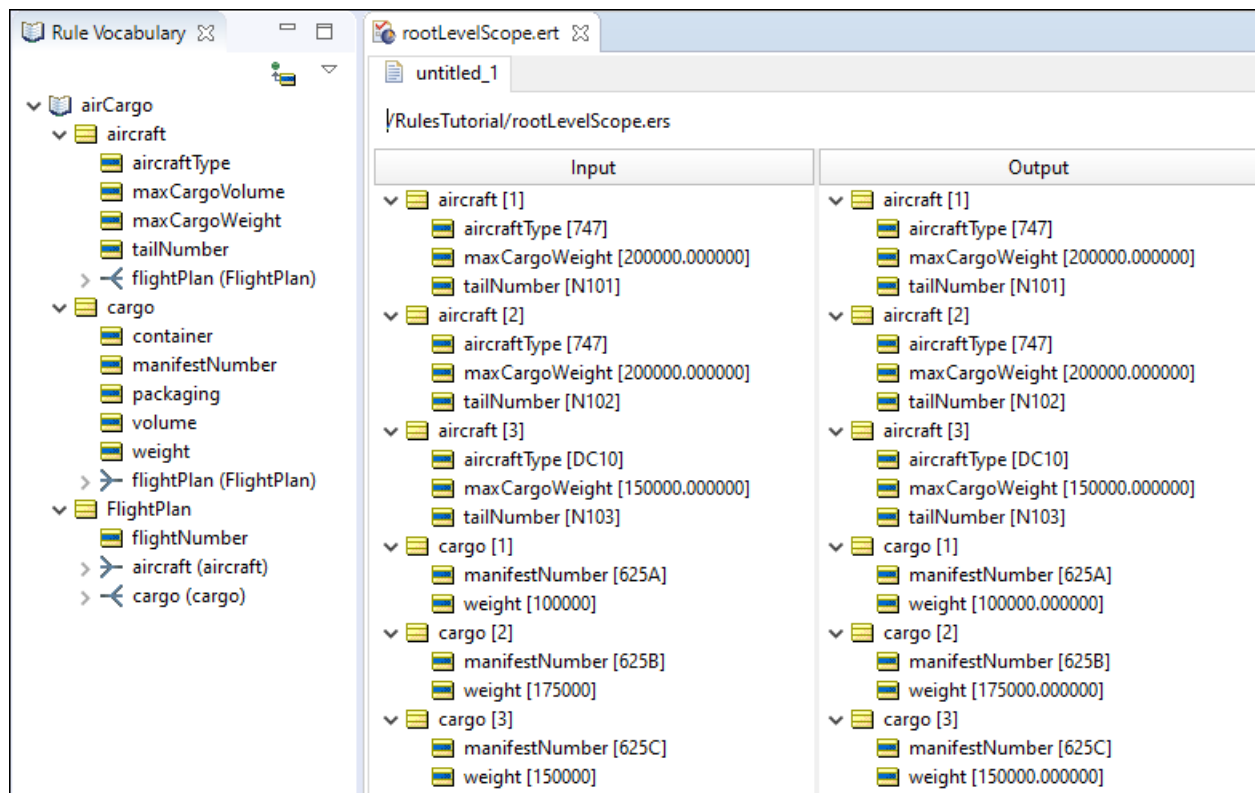 Rule Vocabulary
airCargo
aircraft
aircraftType
maxCargoVolume
maxCargoWeight
tailNumber
flightPlan (FlightPlan)
cargo
container
manifestNumber
packaging
volume
weight
flightPlan (FlightPlan)
FlightPlan
flightNumber
aircraft (aircraft)
cargo (cargo)
rootLevelScope.ert
untitled_1
/RulesTutorial/rootLevelScope.ers
Input
aircraft [1]
aircraftType [747]
maxCargoWeight [200000.000000]
tailNumber [N101]
aircraft [2]
aircraftType [747]
maxCargoWeight [200000.000000]
tailNumber [N102]
aircraft [3]
aircraftType [DC10]
maxCargoWeight [150000.000000]
tailNumber [N103]
cargo [1]
manifestNumber [625A]
weight [100000]
cargo [2]
manifestNumber [625B]
weight [175000]
cargo [3]
manifestNumber [625C]
weight [150000]
Output
aircraft [1]
aircraftType [747]
maxCargoWeight [200000.000000]
tailNumber [N101]
aircraft [2]
aircraftType [747]
maxCargoWeight [200000.000000]
tailNumber [N102]
aircraft [3]
aircraftType [DC10]
maxCargoWeight [150000.000000]
tailNumber [N103]
cargo [1]
manifestNumber [625A]
weight [100000.000000]
cargo [2]
manifestNumber [625B]
weight [175000.000000]
cargo [3]
manifestNumber [625C]
weight [150000.000000]